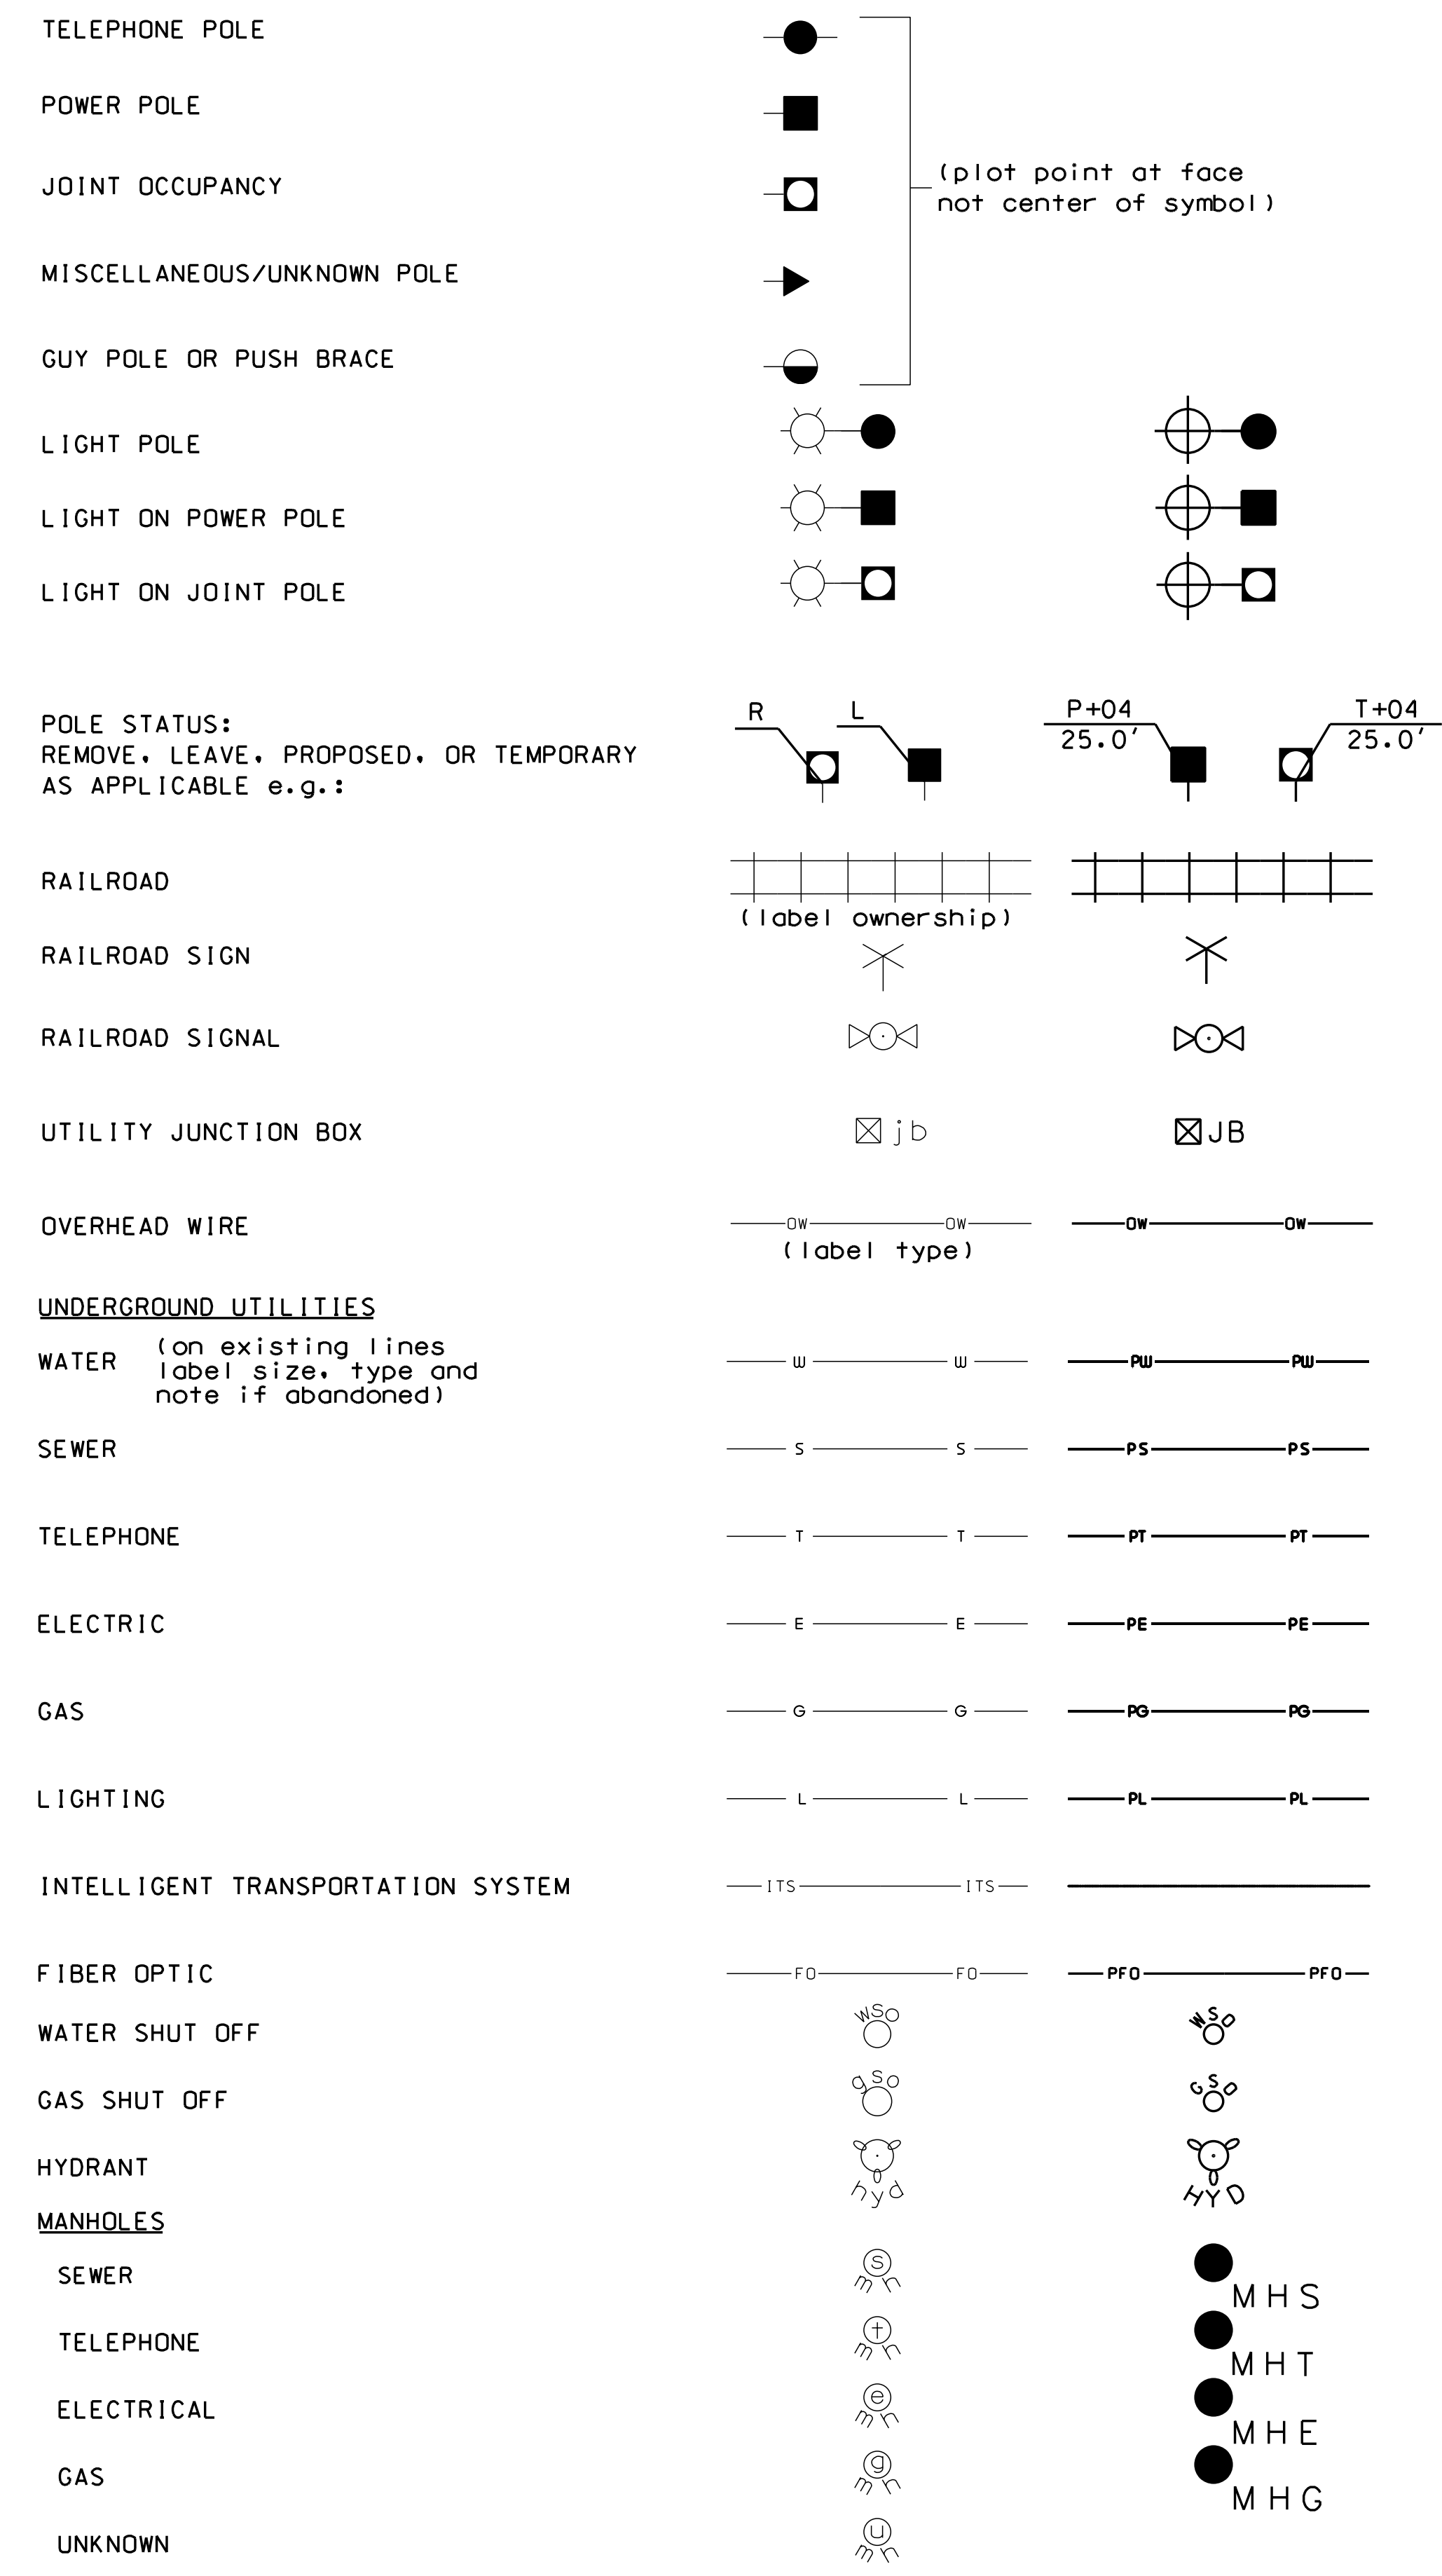 TELEPHONE POLE
POWER POLE
JOINT OCCUPANCY
(plot point at face
not center of symbol)
MISCELLANEOUS/UNKNOWN POLE
GUY POLE OR PUSH BRACE
LIGHT POLE
LIGHT ON POWER POLE
LIGHT ON JOINT POLE
R L P+04 T+04
25.0' 25.0'
POLE STATUS:
REMOVE, LEAVE, PROPOSED, OR TEMPORARY
AS APPLICABLE e.g.:
RAILROAD
(label ownership)
RAILROAD SIGN
RAILROAD SIGNAL
UTILITY JUNCTION BOX jb JB
OVERHEAD WIRE OW OW OW OW
(label type)
UNDERGROUND UTILITIES
WATER (on existing lines
label size, type and
note if abandoned)
W W PW PW
SEWER S S PS PS
TELEPHONE T T PT PT
ELECTRIC E E PE PE
GAS G G PG PG
LIGHTING L L PL PL
INTELLIGENT TRANSPORTATION SYSTEM ITS ITS
FIBER OPTIC FO FO PFO PFO
WATER SHUT OFF wso WSO
GAS SHUT OFF gso GSO
HYDRANT hyd HYD
MANHOLES
SEWER s mh MHS
TELEPHONE t mh MHT
ELECTRICAL e mh MHE
GAS g mh MHG
UNKNOWN u mh